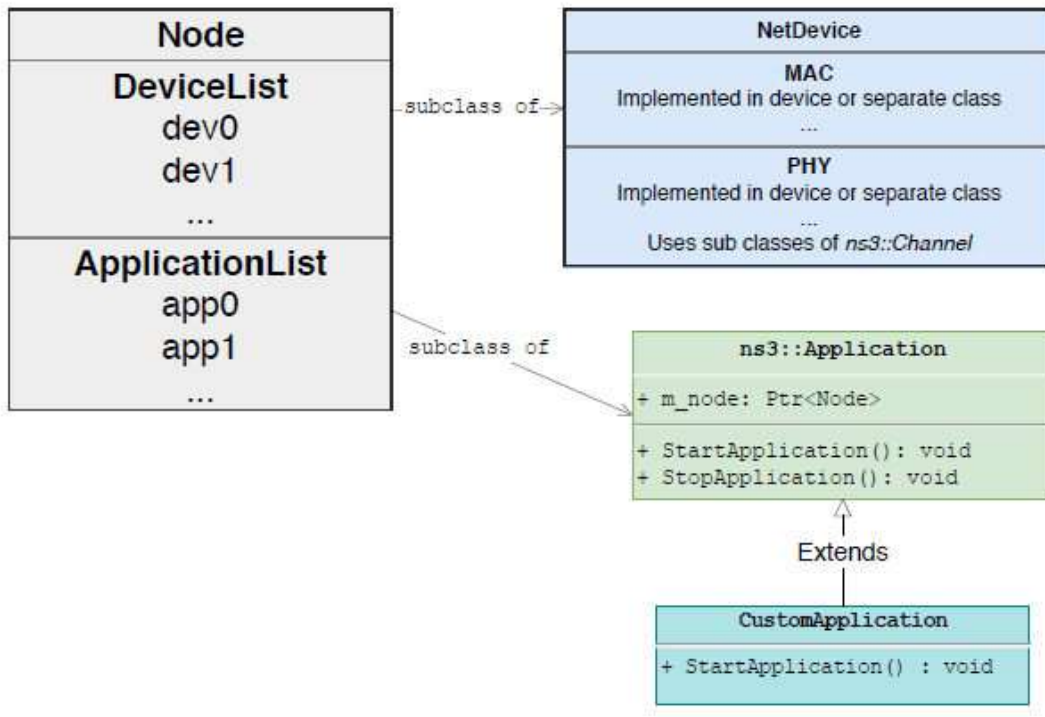 Node
DeviceList
dev0
dev1
...
ApplicationList
app0
app1
...
subclass of
NetDevice
MAC
Implemented in device or separate class
...
PHY
Implemented in device or separate class
...
Uses sub classes of ns3::Channel
subclass of
ns3::Application
+ m_node: Ptr<Node>
+ StartApplication(): void
+ StopApplication(): void
Extends
CustomApplication
+ StartApplication() : void